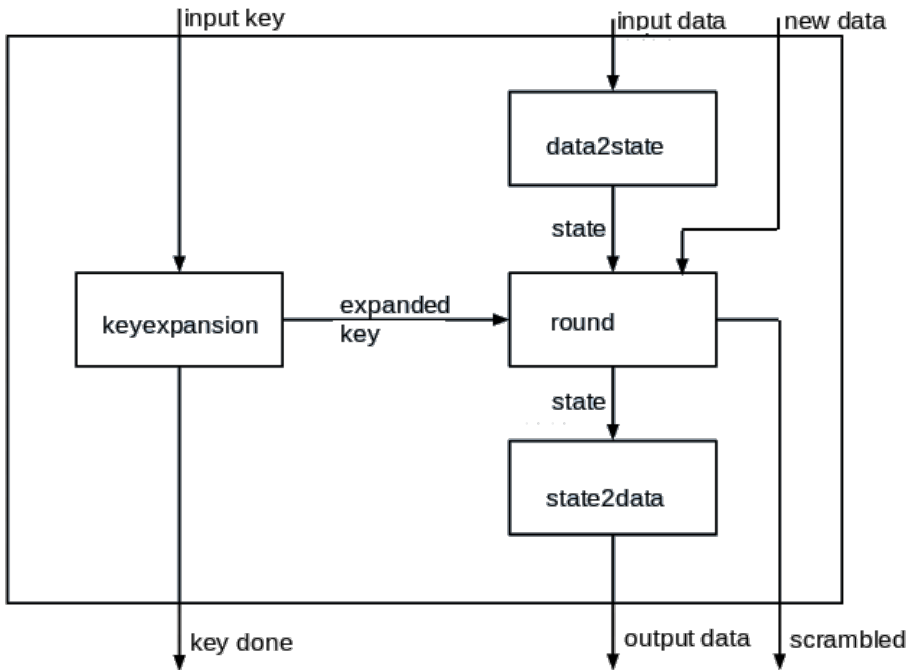 input key
input data
new data
data2state
state
expanded
key
keyexpansion
round
state
state2data
key done
output data
scrambled